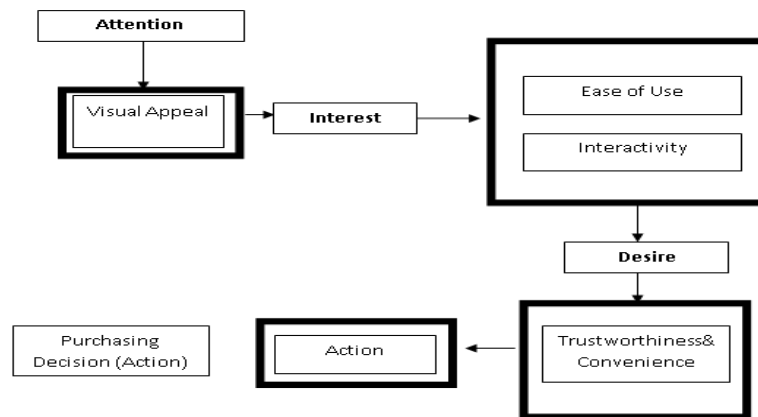 Attention
Visual Appeal
Interest
Ease of Use
Interactivity
Desire
Trustworthiness&
Convenience
Action
Purchasing
Decision (Action)